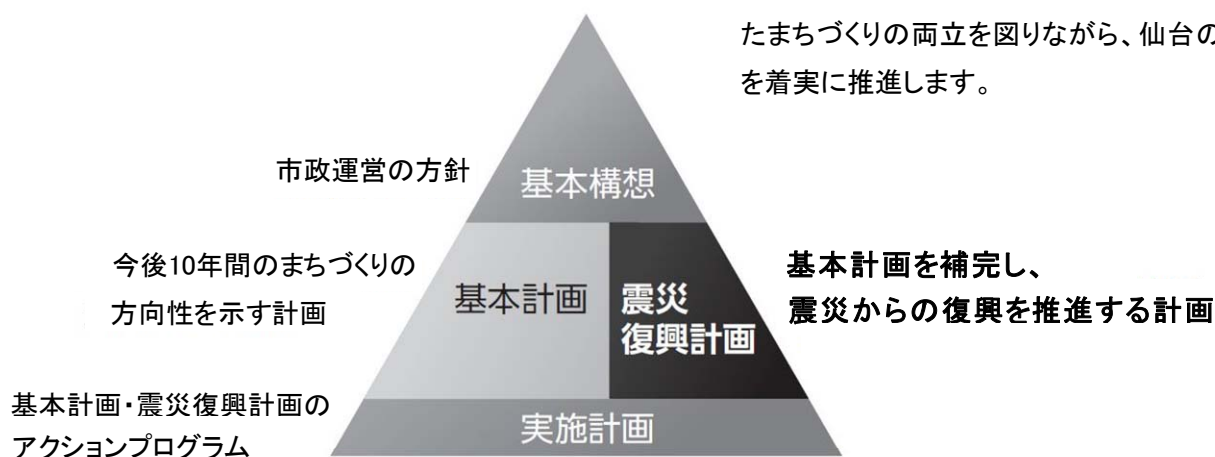 たまちづくりの両立を図りながら、仙台の
を着実に推進します。
市政運営の方針
基本構想
今後10年間のまちづくりの
方向性を示す計画
基本計画
震災
復興計画
基本計画を補完し、
震災からの復興を推進する計画
基本計画・震災復興計画の
アクションプログラム
実施計画